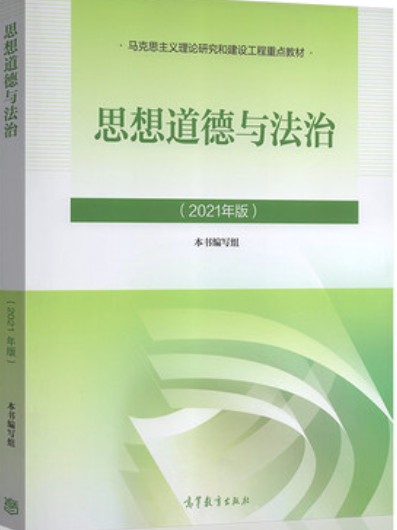 · 马克思主义理论研究和建设工程重点教材 ·
思想道德与法治
（2021年版）
本书编写组
高等教育出版社
思想道德与法治
（2021年版）
本书编写组